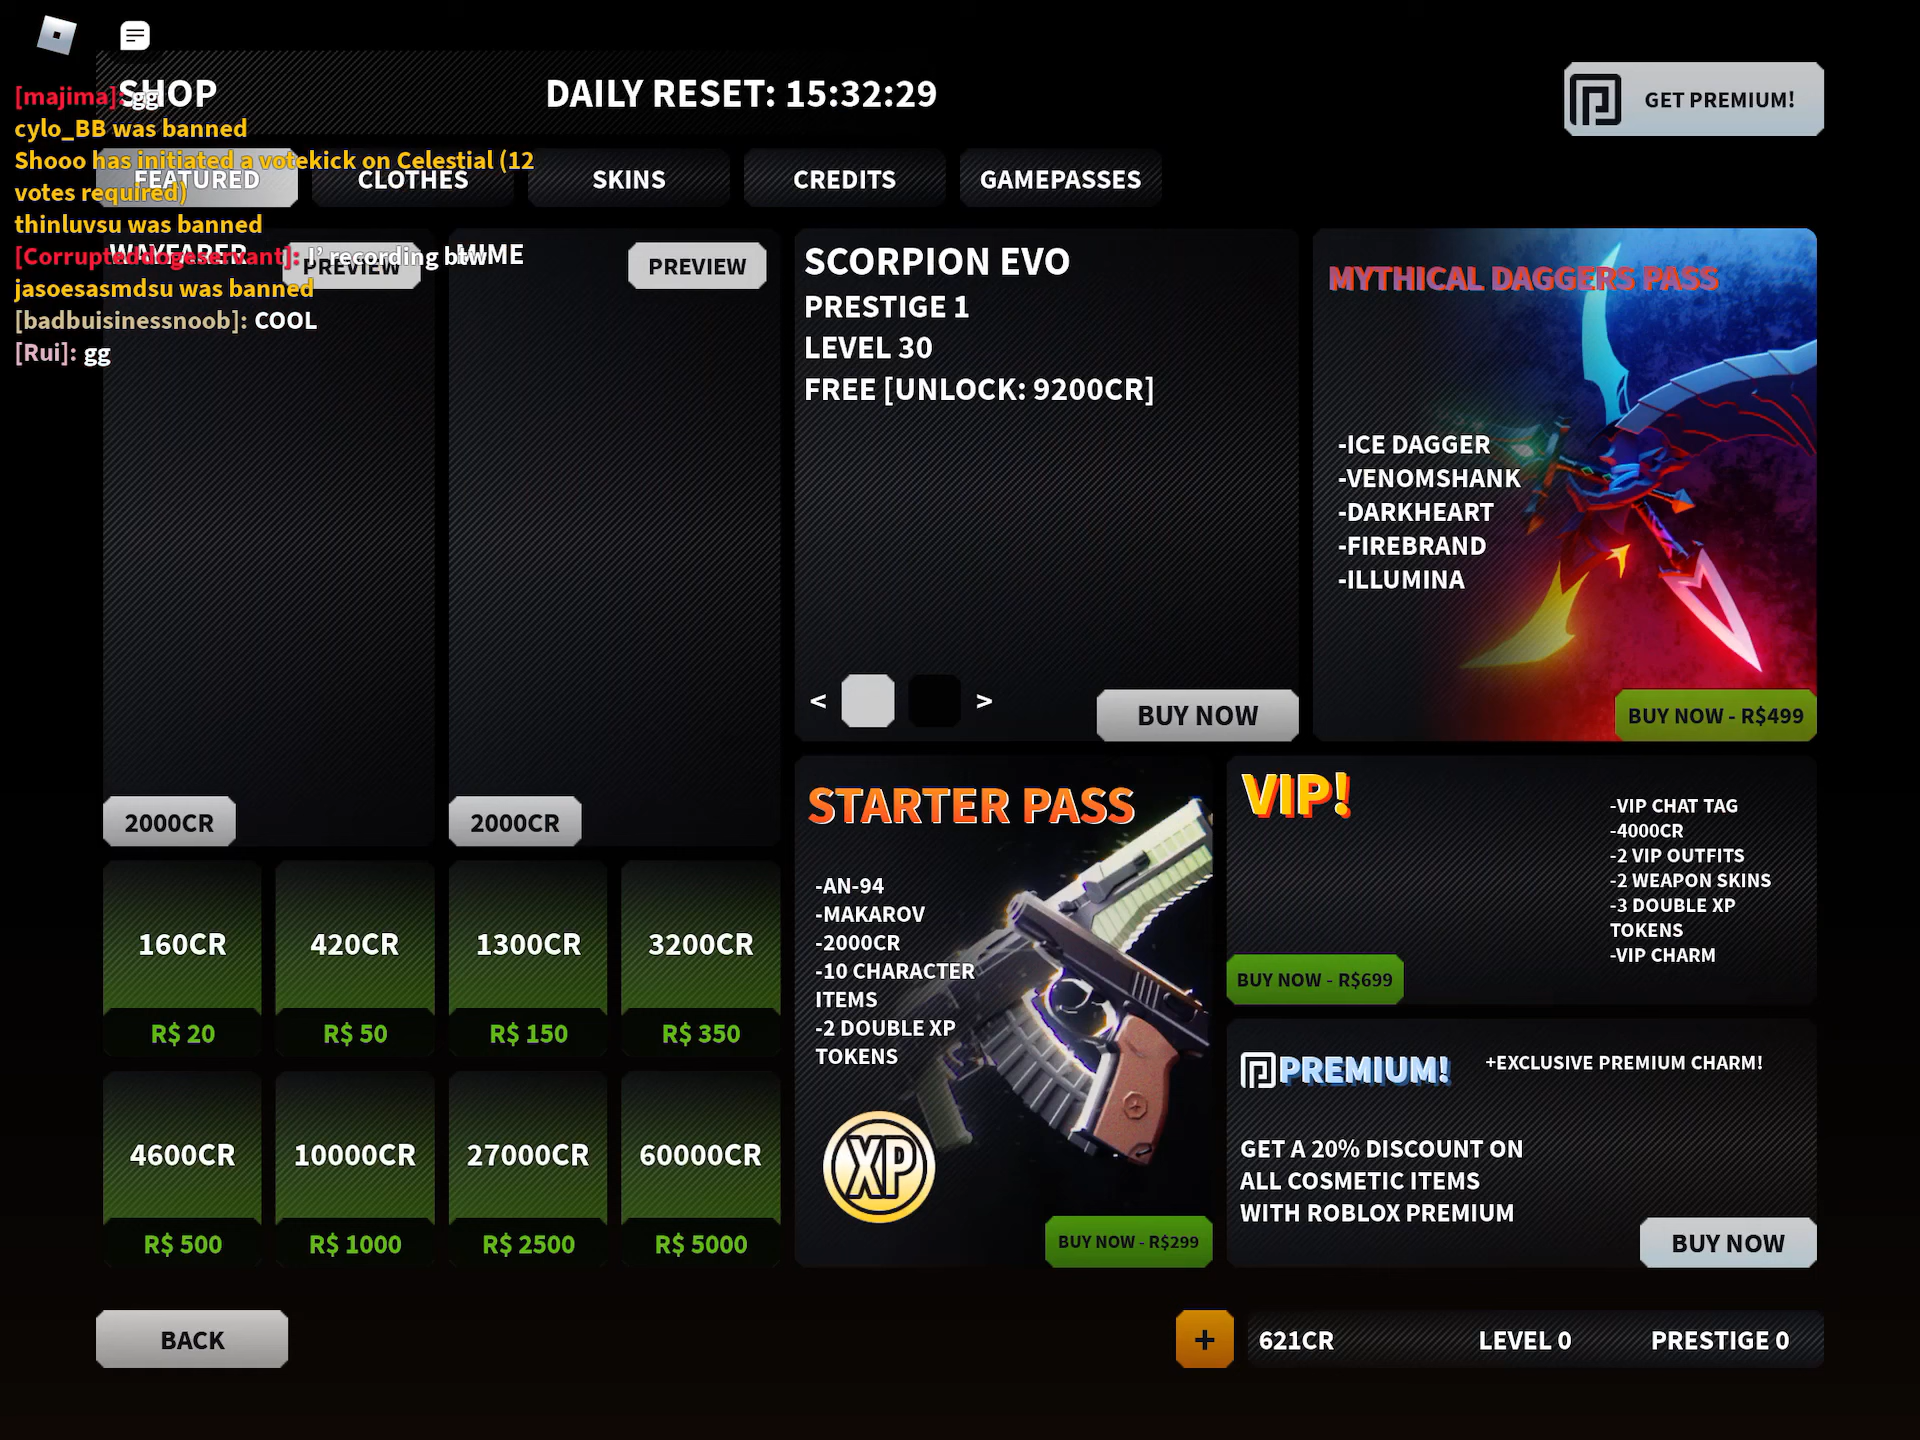 SHOP
DAILY RESET: 15:32:29
GET PREMIUM!
[majima]: gg
cylo_BB was banned
Shooo has initiated a votekick on Celestial (12
votes required)
thinluvsu was banned
[Corrupteddogeservant]: I' recording btw
jasoesasmdsu was banned
[badbuisinessnoob]: COOL
[Rui]: gg
FEATURED
CLOTHES
SKINS
CREDITS
GAMEPASSES
WAYFARER
PREVIEW
MIME
PREVIEW
2000CR
2000CR
SCORPION EVO
PRESTIGE 1
LEVEL 30
FREE [UNLOCK: 9200CR]
<
>
BUY NOW
MYTHICAL DAGGERS PASS
-ICE DAGGER
-VENOMSHANK
-DARKHEART
-FIREBRAND
-ILLUMINA
BUY NOW - R$499
160CR
420CR
1300CR
3200CR
R$ 20
R$ 50
R$ 150
R$ 350
4600CR
10000CR
27000CR
60000CR
R$ 500
R$ 1000
R$ 2500
R$ 5000
STARTER PASS
-AN-94
-MAKAROV
-2000CR
-10 CHARACTER
ITEMS
-2 DOUBLE XP
TOKENS
XP
BUY NOW - R$299
VIP!
-VIP CHAT TAG
-4000CR
-2 VIP OUTFITS
-2 WEAPON SKINS
-3 DOUBLE XP
TOKENS
-VIP CHARM
BUY NOW - R$699
PREMIUM!
+EXCLUSIVE PREMIUM CHARM!
GET A 20% DISCOUNT ON
ALL COSMETIC ITEMS
WITH ROBLOX PREMIUM
BUY NOW
BACK
+
621CR
LEVEL 0
PRESTIGE 0